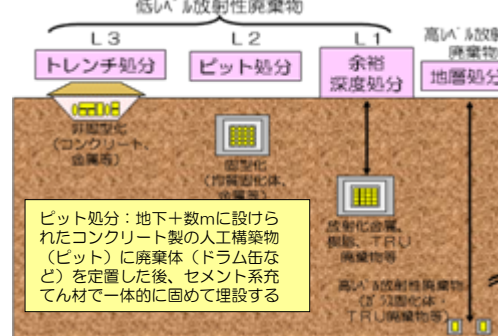 低レベル放射性廃棄物
L3
L2
L1
高レベル放射
廃棄物
トレンチ処分
ピット処分
余裕
深度処分
地層処分
非固型化
(コンクリート、
金属等)
固型化
(均質固化体、
金属等)
放射化金属、
樹脂、TRU
廃棄物等
高レベル放射性廃棄物
(ガラス固化体
TRU廃棄物等)
ピット処分：地下＋数mに設けら
れたコンクリート製の人工構築物
(ピット)に廃棄体(ドラム缶な
ど)を定置した後、セメント系充
てん材で一体的に固めて埋設する